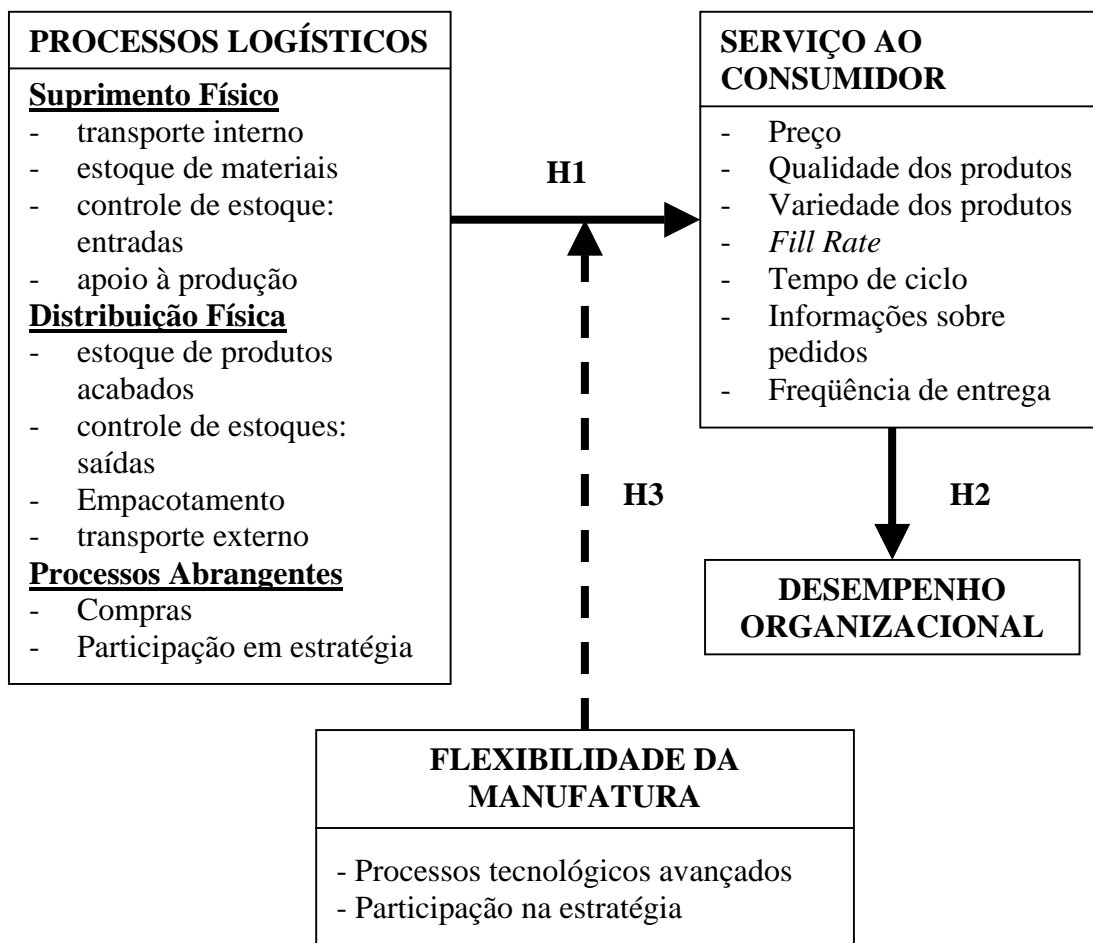 PROCESSOS LOGÍSTICOS
Suprimento Físico
- transporte interno
- estoque de materiais
- controle de estoque:
entradas
- apoio à produção
Distribuição Física
- estoque de produtos
acabados
- controle de estoques:
saídas
- Empacotamento
- transporte externo
Processos Abrangentes
- Compras
- Participação em estratégia
H1
SERVIÇO AO
CONSUMIDOR
- Preço
- Qualidade dos produtos
- Variedade dos produtos
- Fill Rate
- Tempo de ciclo
- Informações sobre
pedidos
- Freqüência de entrega
H3
H2
DESEMPENHO
ORGANIZACIONAL
FLEXIBILIDADE DA
MANUFATURA
- Processos tecnológicos avançados
- Participação na estratégia